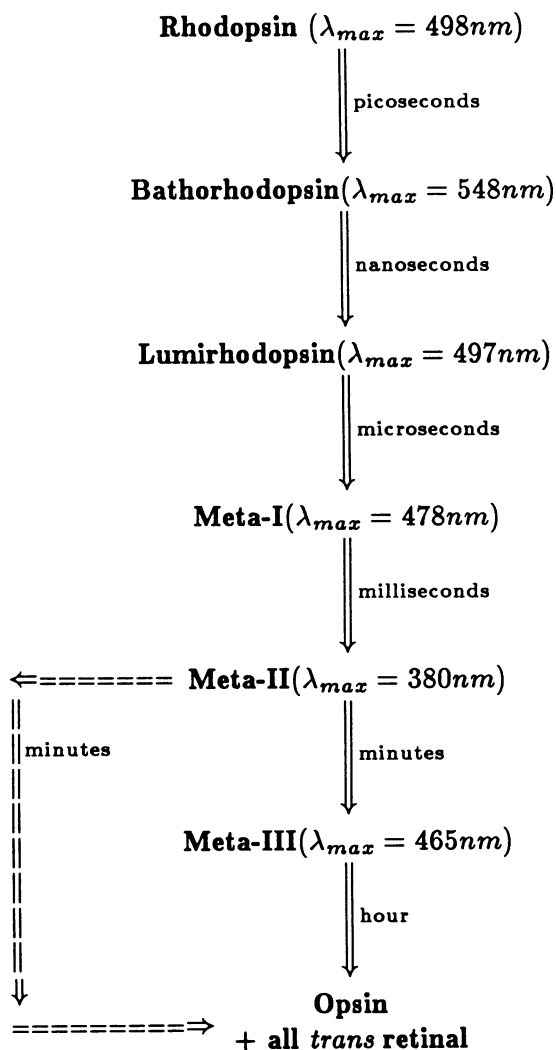 Rhodopsin (λmax = 498nm)
picoseconds
Bathorhodopsin(λmax = 548nm)
nanoseconds
Lumirhodopsin(λmax = 497nm)
microseconds
Meta-I(λmax = 478nm)
milliseconds
Meta-II(λmax = 380nm)
minutes
minutes
Meta-III(λmax = 465nm)
hour
Opsin
+ all trans retinal